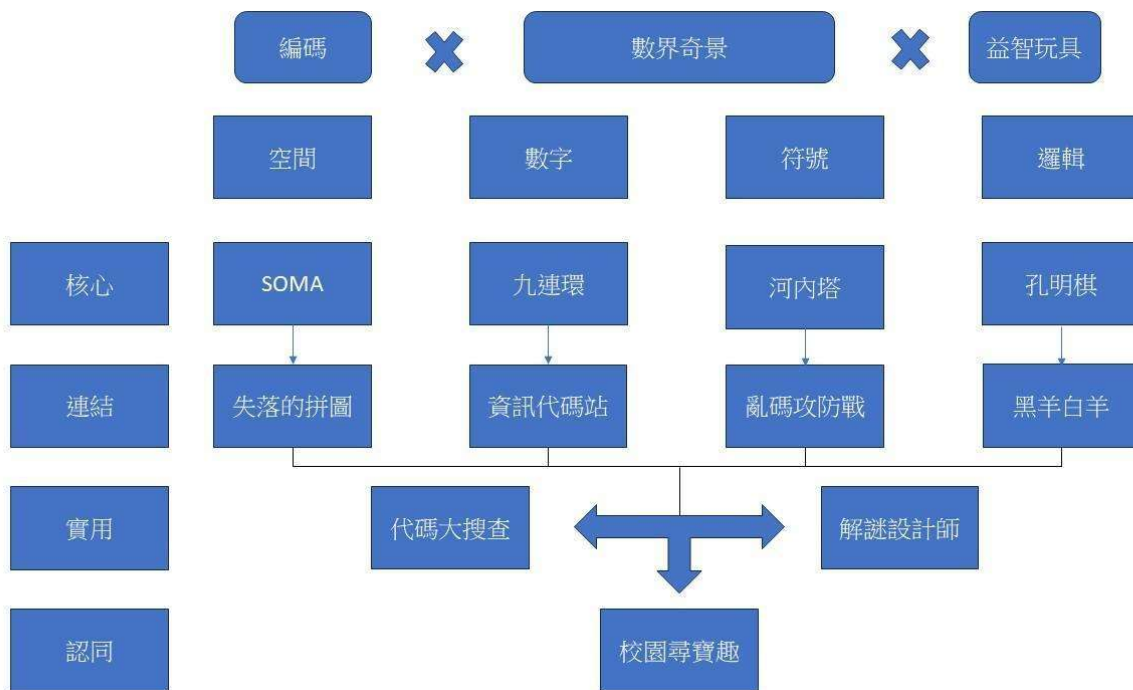 編碼
數界奇景
益智玩具
空間
數字
符號
邏輯
核心
SOMA
九連環
河內塔
孔明棋
連結
失落的拼圖
資訊代碼站
亂碼攻防戰
黑羊白羊
實用
代碼大搜查
解謎設計師
認同
校園尋寶趣